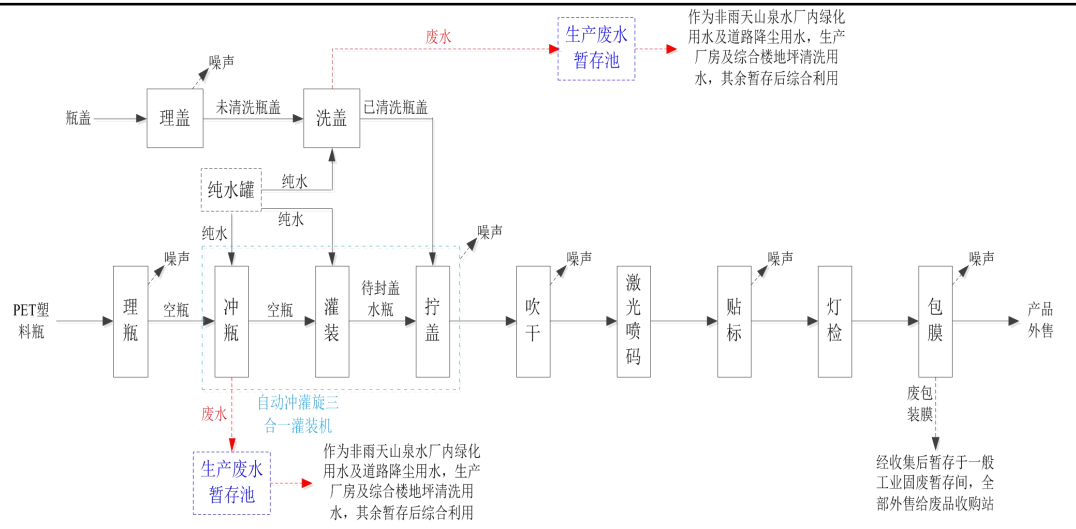 作为非雨天山泉水厂内绿化
用水及道路降尘用水，生产
厂房及综合楼地坪清洗用
水，其余暂存后综合利用
废水
生产废水
暂存池
噪声
瓶盖
理盖
未清洗瓶盖
洗盖
已清洗瓶盖
纯水罐
纯水
纯水
纯水
噪声
噪声
噪声
噪声
噪声
PET塑
料瓶
理
瓶
空瓶
冲
瓶
空瓶
灌
装
待封盖
水瓶
拧
盖
吹
干
激
光
喷
码
贴
标
灯
检
包
膜
产品
外售
自动冲灌旋三
合一灌装机
废水
废包
装膜
生产废水
暂存池
作为非雨天山泉水厂内绿化
用水及道路降尘用水，生产
厂房及综合楼地坪清洗用
水，其余暂存后综合利用
经收集后暂存于一般
工业固废暂存间，全
部外售给废品收购站